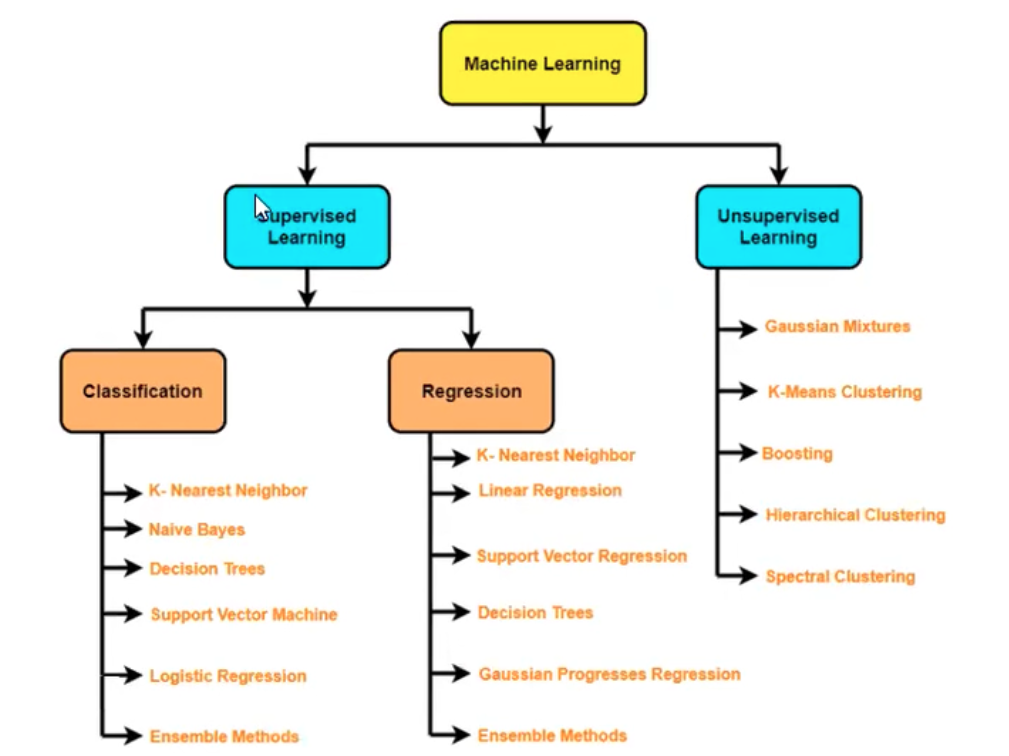 Machine Learning
Supervised
Learning
Unsupervised
Learning
Classification
K- Nearest Neighbor
Naive Bayes
Decision Trees
Support Vector Machine
Logistic Regression
Ensemble Methods
Regression
K- Nearest Neighbor
Linear Regression
Support Vector Regression
Decision Trees
Gaussian Progresses Regression
Ensemble Methods
Gaussian Mixtures
K-Means Clustering
Boosting
Hierarchical Clustering
Spectral Clustering